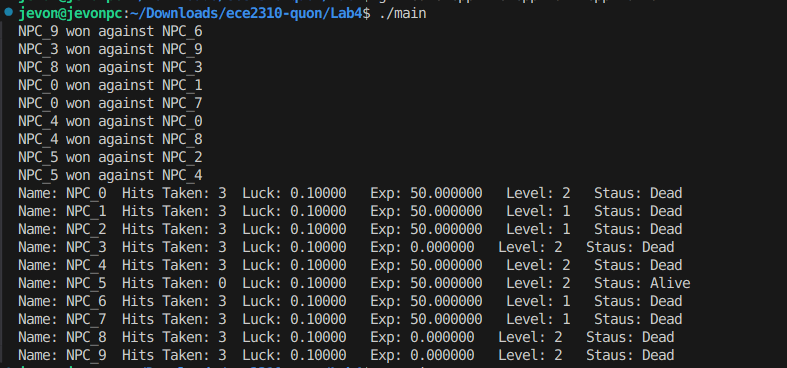 jevon@jevonpc:~/Downloads/ece2310-quon/Lab4$ ./main
NPC_9 won against NPC_6
NPC_3 won against NPC_9
NPC_8 won against NPC_3
NPC_0 won against NPC_1
NPC_0 won against NPC_7
NPC_4 won against NPC_0
NPC_4 won against NPC_8
NPC_5 won against NPC_2
NPC_5 won against NPC_4
Name: NPC_0  Hits Taken: 3  Luck: 0.10000   Exp: 50.000000   Level: 2   Staus: Dead
Name: NPC_1  Hits Taken: 3  Luck: 0.10000   Exp: 50.000000   Level: 1   Staus: Dead
Name: NPC_2  Hits Taken: 3  Luck: 0.10000   Exp: 50.000000   Level: 1   Staus: Dead
Name: NPC_3  Hits Taken: 3  Luck: 0.10000   Exp: 0.000000   Level: 2   Staus: Dead
Name: NPC_4  Hits Taken: 3  Luck: 0.10000   Exp: 50.000000   Level: 2   Staus: Dead
Name: NPC_5  Hits Taken: 0  Luck: 0.10000   Exp: 50.000000   Level: 2   Staus: Alive
Name: NPC_6  Hits Taken: 3  Luck: 0.10000   Exp: 50.000000   Level: 1   Staus: Dead
Name: NPC_7  Hits Taken: 3  Luck: 0.10000   Exp: 50.000000   Level: 1   Staus: Dead
Name: NPC_8  Hits Taken: 3  Luck: 0.10000   Exp: 0.000000   Level: 2   Staus: Dead
Name: NPC_9  Hits Taken: 3  Luck: 0.10000   Exp: 0.000000   Level: 2   Staus: Dead